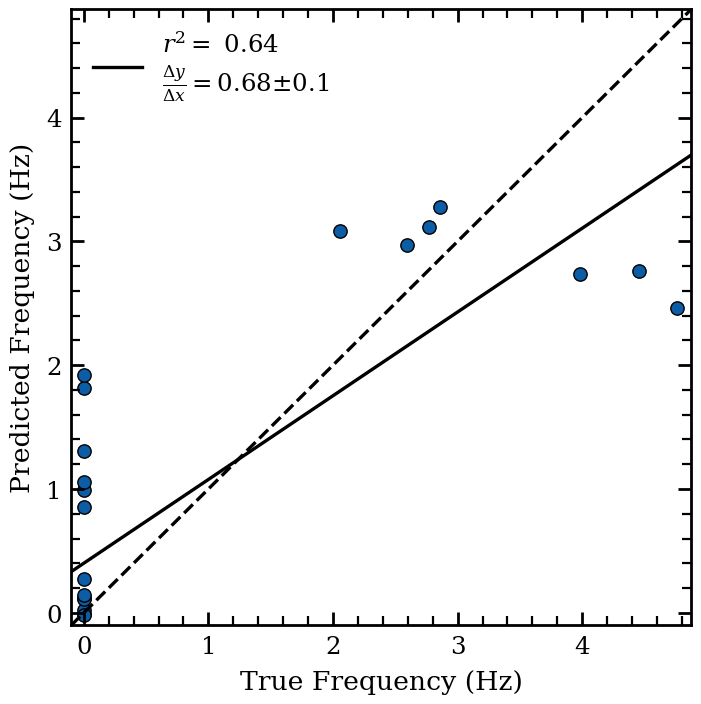 r² = 0.64
Δy/Δx = 0.68±0.1
Predicted Frequency (Hz)
4
3
2
1
0
0 1 2 3 4
True Frequency (Hz)